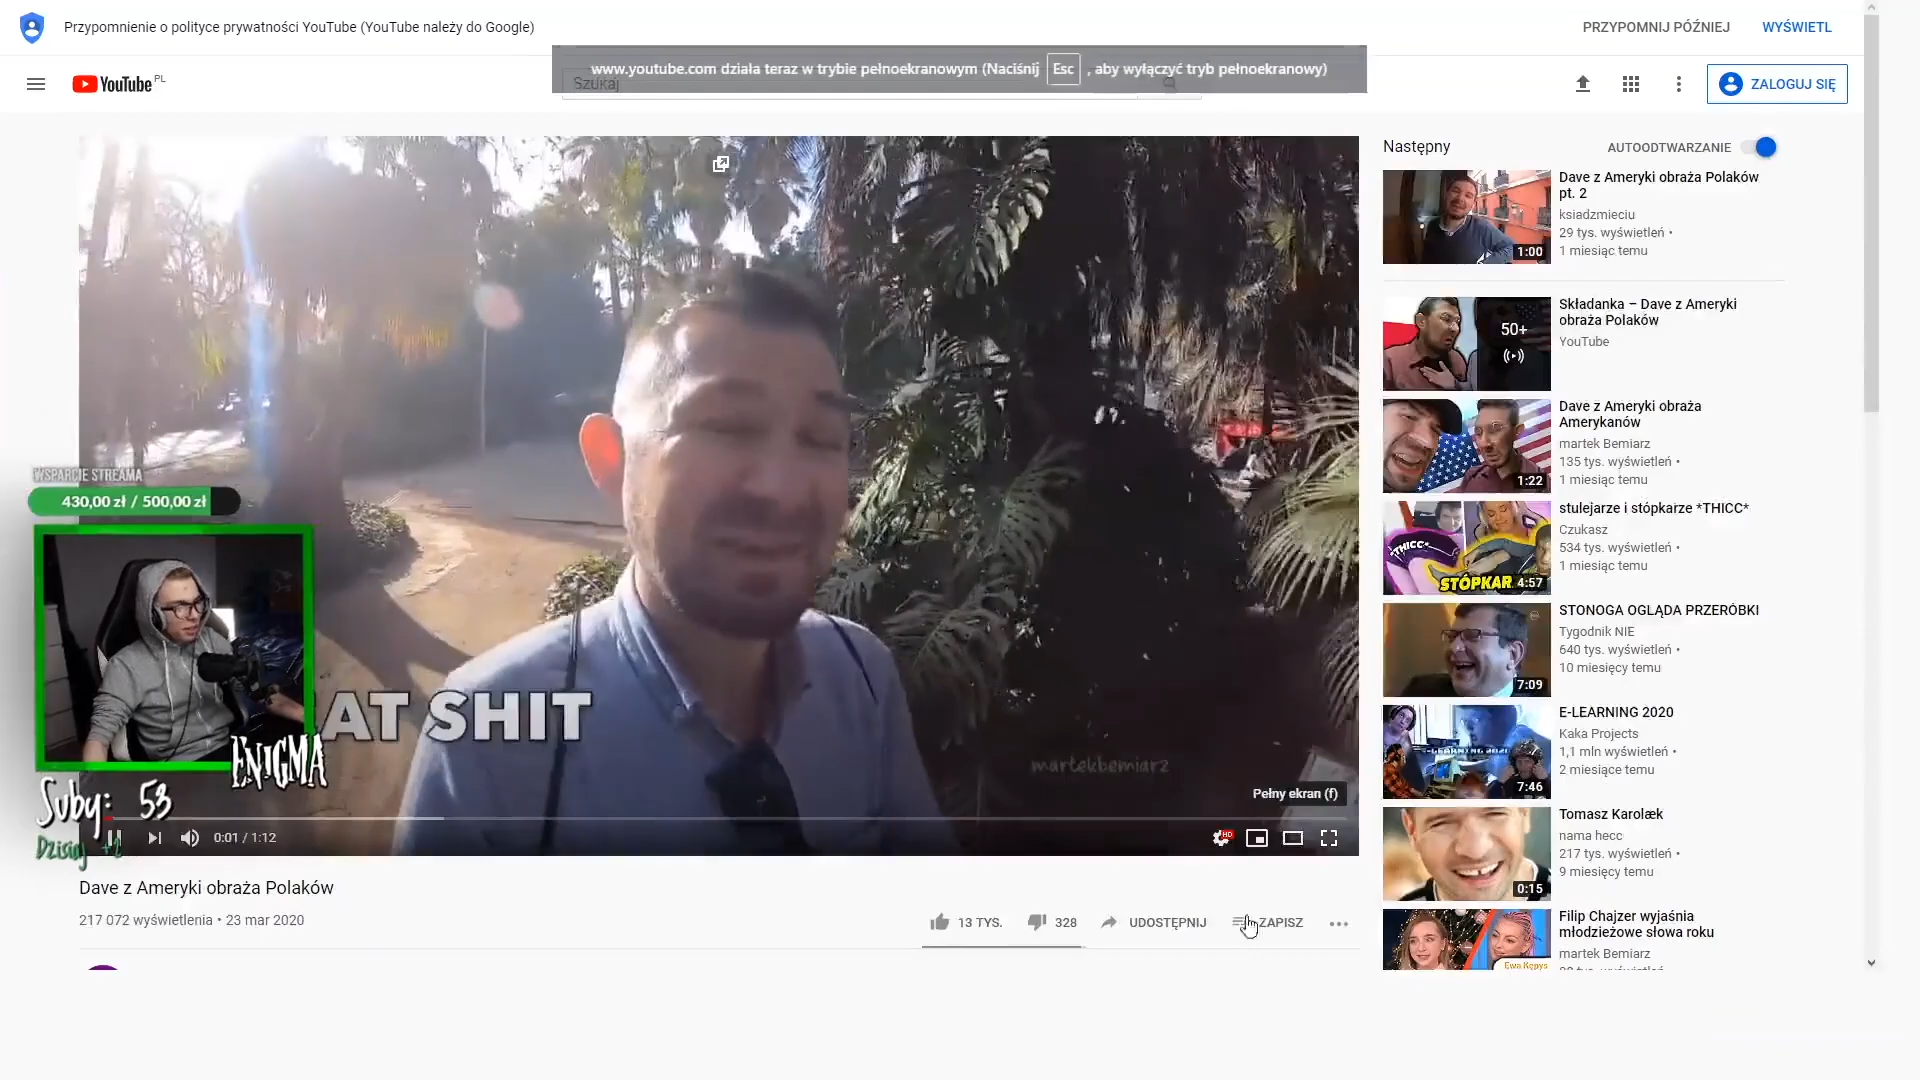 Przypomnienie o polityce prywatności YouTube (YouTube należy do Google)
PRZYPOMNIJ PÓŹNIEJ
WYŚWIETL
www.youtube.com działa teraz w trybie pełnoekranowym (Naciśnij Esc , aby wyłączyć tryb pełnoekranowy)
YouTube PL
Szukaj
ZALOGUJ SIĘ
Następny
AUTOODTWARZANIE
Dave z Ameryki obraża Polaków
pt. 2
ksiadzmieciu
29 tys. wyświetleń •
1 miesiąc temu
1:00
Składanka – Dave z Ameryki
obraża Polaków
YouTube
50+
Dave z Ameryki obraża
Amerykanów
martek Bemiarz
135 tys. wyświetleń •
1 miesiąc temu
1:22
stulejarze i stópkarze *THICC*
Czukasz
534 tys. wyświetleń •
1 miesiąc temu
*THICC*
STÓPKAR
4:57
STONOGA OGLĄDA PRZERÓBKI
Tygodnik NIE
640 tys. wyświetleń •
10 miesięcy temu
7:09
E-LEARNING 2020
Kaka Projects
1,1 mln wyświetleń •
2 miesiące temu
E-LEARNING 2020
7:46
Tomasz Karolæk
nama hecc
217 tys. wyświetleń •
9 miesięcy temu
0:15
Filip Chajzer wyjaśnia
młodzieżowe słowa roku
martek Bemiarz
Ewa Kępys
WSPARCIE STREAMA
430,00 zł / 500,00 zł
ENIGMA
AT SHIT
martekbemiarz
Suby: 53
Dzisiaj +2
Pełny ekran (f)
0:01 / 1:12
HD
Dave z Ameryki obraża Polaków
217 072 wyświetlenia • 23 mar 2020
13 TYS.
328
UDOSTĘPNIJ
ZAPISZ